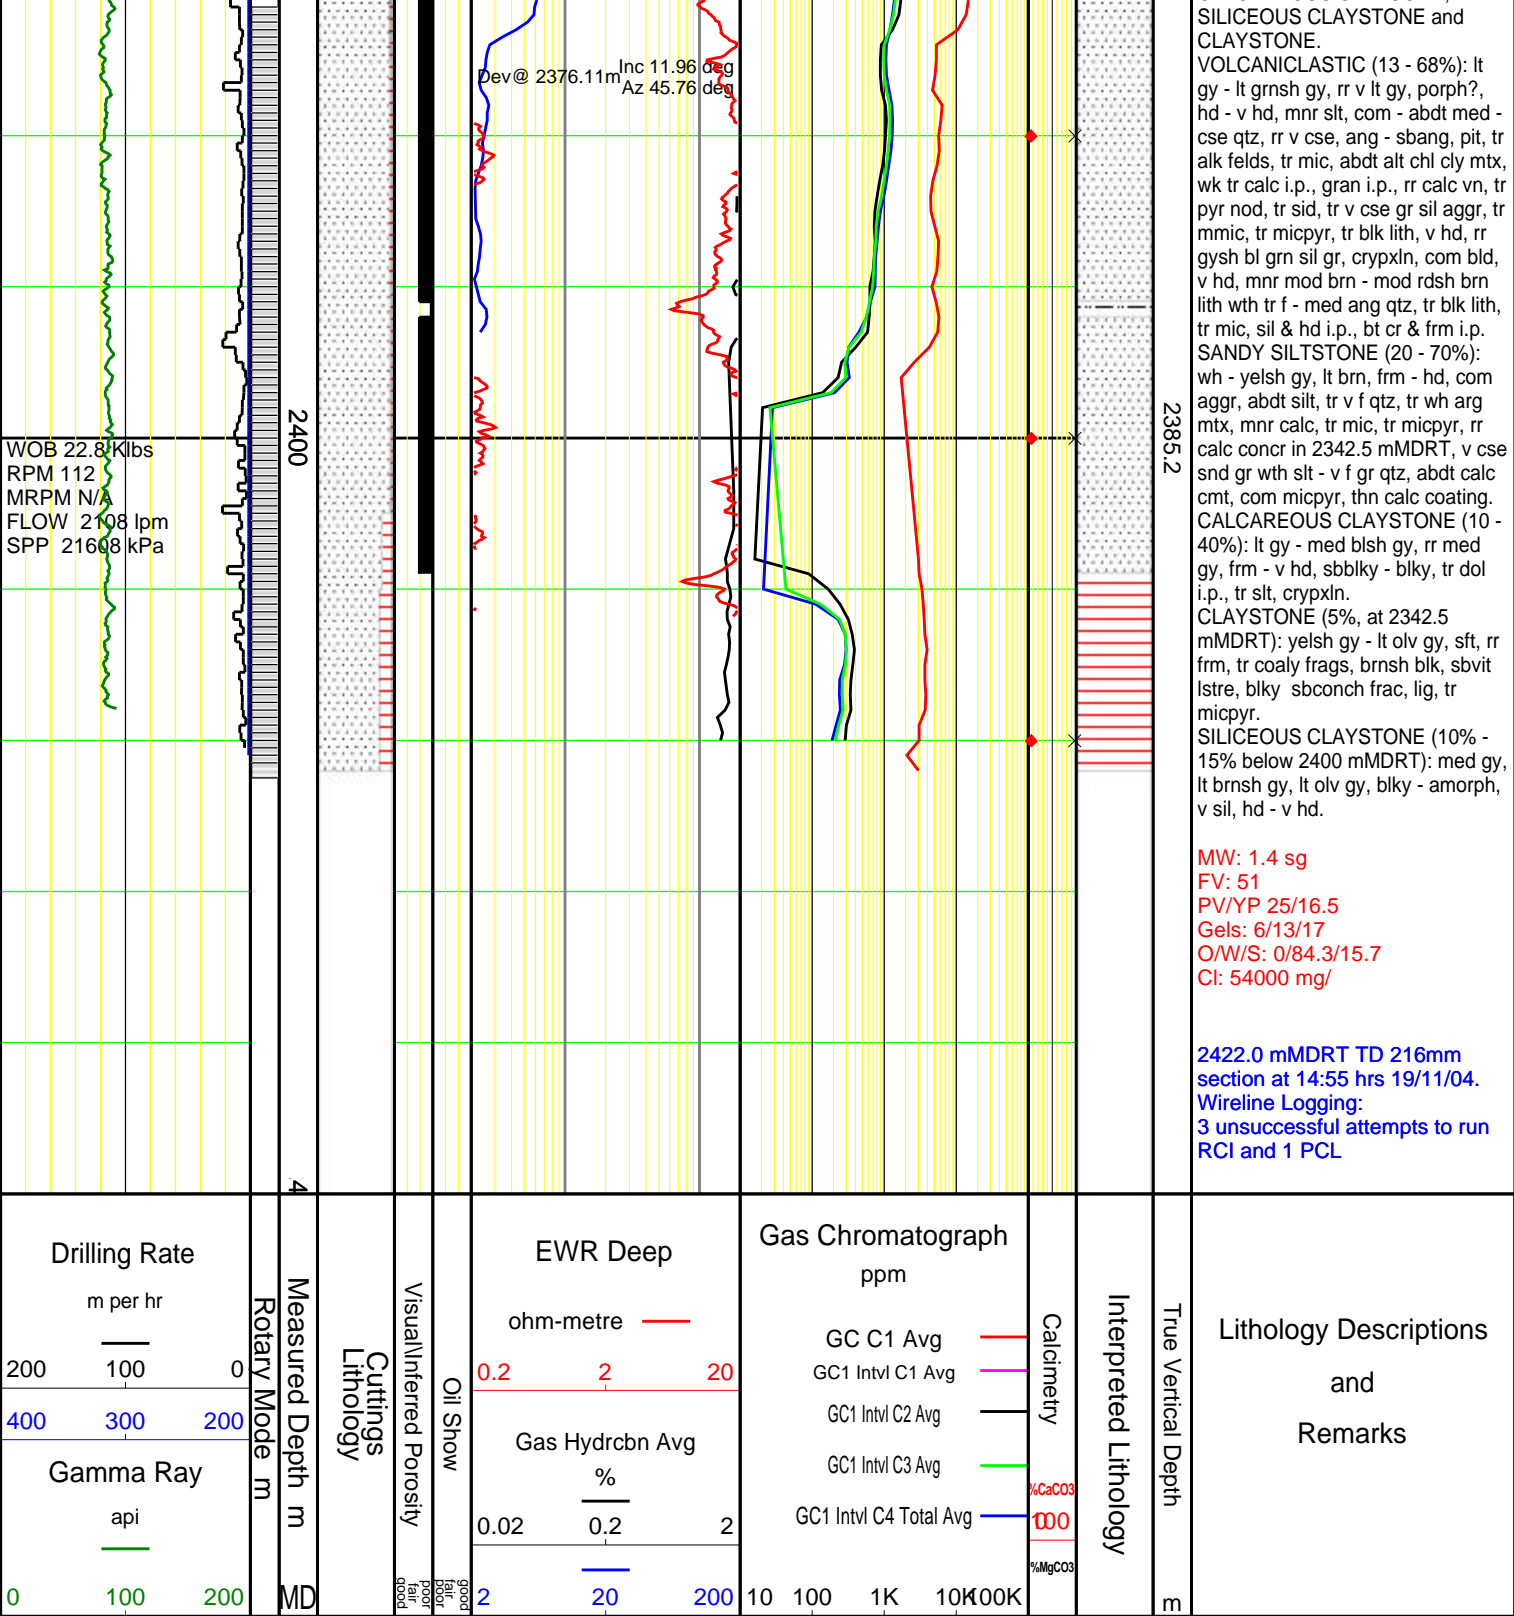 SILICEOUS CLAYSTONE and
CLAYSTONE.
VOLCANICLASTIC (13 - 68%): lt
gy - lt grnsh gy, rr v lt gy, porph?,
hd - v hd, mnr slt, com - abdt med -
cse qtz, rr v cse, ang - sbang, pit, tr
alk felds, tr mic, abdt alt chl cly mtx,
wk tr calc i.p., gran i.p., rr calc vn, tr
pyr nod, tr sid, tr v cse gr sil aggr, tr
mmic, tr micpyr, tr blk lith, v hd, rr
gysh bl grn sil gr, crypxln, com bld,
v hd, mnr mod brn - mod rdsh brn
lith wth tr f - med ang qtz, tr blk lith,
tr mic, sil & hd i.p., bt cr & frm i.p.
SANDY SILTSTONE (20 - 70%):
wh - yelsh gy, lt brn, frm - hd, com
aggr, abdt silt, tr v f qtz, tr wh arg
mtx, mnr calc, tr mic, tr micpyr, rr
calc concr in 2342.5 mMDRT, v cse
snd gr wth slt - v f gr qtz, abdt calc
cmt, com micpyr, thn calc coating.
CALCAREOUS CLAYSTONE (10 -
40%): lt gy - med blsh gy, rr med
gy, frm - v hd, sbblky - blky, tr dol
i.p., tr slt, crypxln.
CLAYSTONE (5%, at 2342.5
mMDRT): yelsh gy - lt olv gy, sft, rr
frm, tr coaly frags, brnsh blk, sbvit
lstre, blky  sbconch frac, lig, tr
micpyr.
SILICEOUS CLAYSTONE (10% -
15% below 2400 mMDRT): med gy,
lt brnsh gy, lt olv gy, blky - amorph,
v sil, hd - v hd.
MW: 1.4 sg
FV: 51
PV/YP 25/16.5
Gels: 6/13/17
O/W/S: 0/84.3/15.7
Cl: 54000 mg/
2422.0 mMDRT TD 216mm
section at 14:55 hrs 19/11/04.
Wireline Logging:
3 unsuccessful attempts to run
RCI and 1 PCL
Dev@ 2376.11m
Inc 11.96 deg
Az 45.76 deg
WOB 22.8 Klbs
RPM 112
MRPM N/A
FLOW 2108 lpm
SPP 21608 kPa
2400
2385.2
4
Drilling Rate
m per hr
200 100 0
400 300 200
Gamma Ray
api
0 100 200
Rotary Mode m
Measured Depth m
MD
Cuttings
Lithology
Visual\Inferred Porosity
poor
fair
good
Oil Show
good
fair
poor
EWR Deep
ohm-metre
0.2 2 20
Gas Hydrcbn Avg
%
0.02 0.2 2
2 20 200
Gas Chromatograph
ppm
GC C1 Avg
GC1 Intvl C1 Avg
GC1 Intvl C2 Avg
GC1 Intvl C3 Avg
GC1 Intvl C4 Total Avg
10 100 1K 10K 100K
Calcimetry
%CaCO3
100
%MgCO3
Interpreted Lithology
True Vertical Depth
m
Lithology Descriptions
and
Remarks